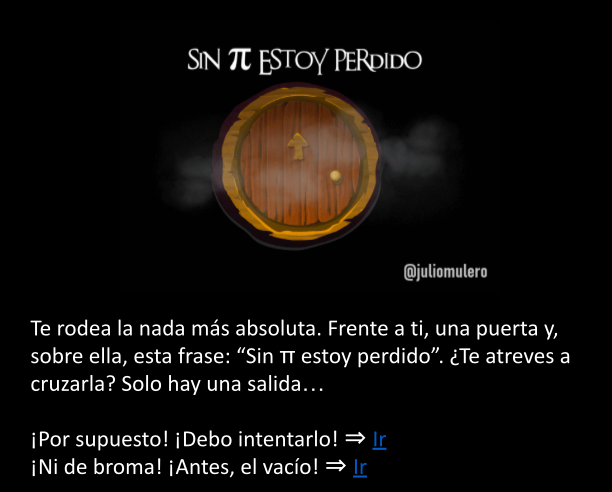 SIN π ESTOY PERDIDO
@juliomulero
Te rodea la nada más absoluta. Frente a ti, una puerta y,
sobre ella, esta frase: “Sin π estoy perdido”. ¿Te atreves a
cruzarla? Solo hay una salida…
¡Por supuesto! ¡Debo intentarlo! ⇒ Ir
¡Ni de broma! ¡Antes, el vacío! ⇒ Ir